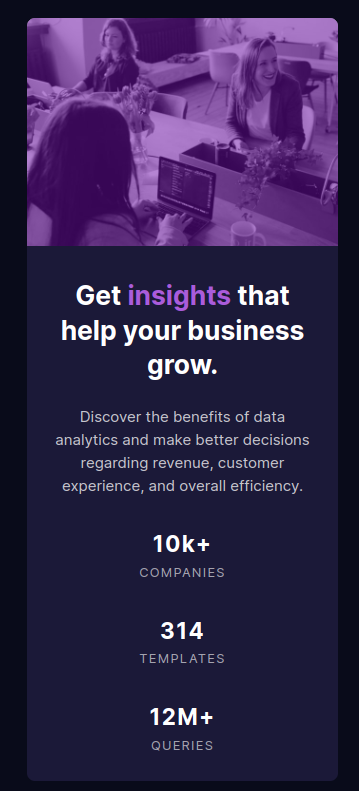 Get insights that
help your business
grow.
Discover the benefits of data
analytics and make better decisions
regarding revenue, customer
experience, and overall efficiency.
10k+
COMPANIES
314
TEMPLATES
12M+
QUERIES